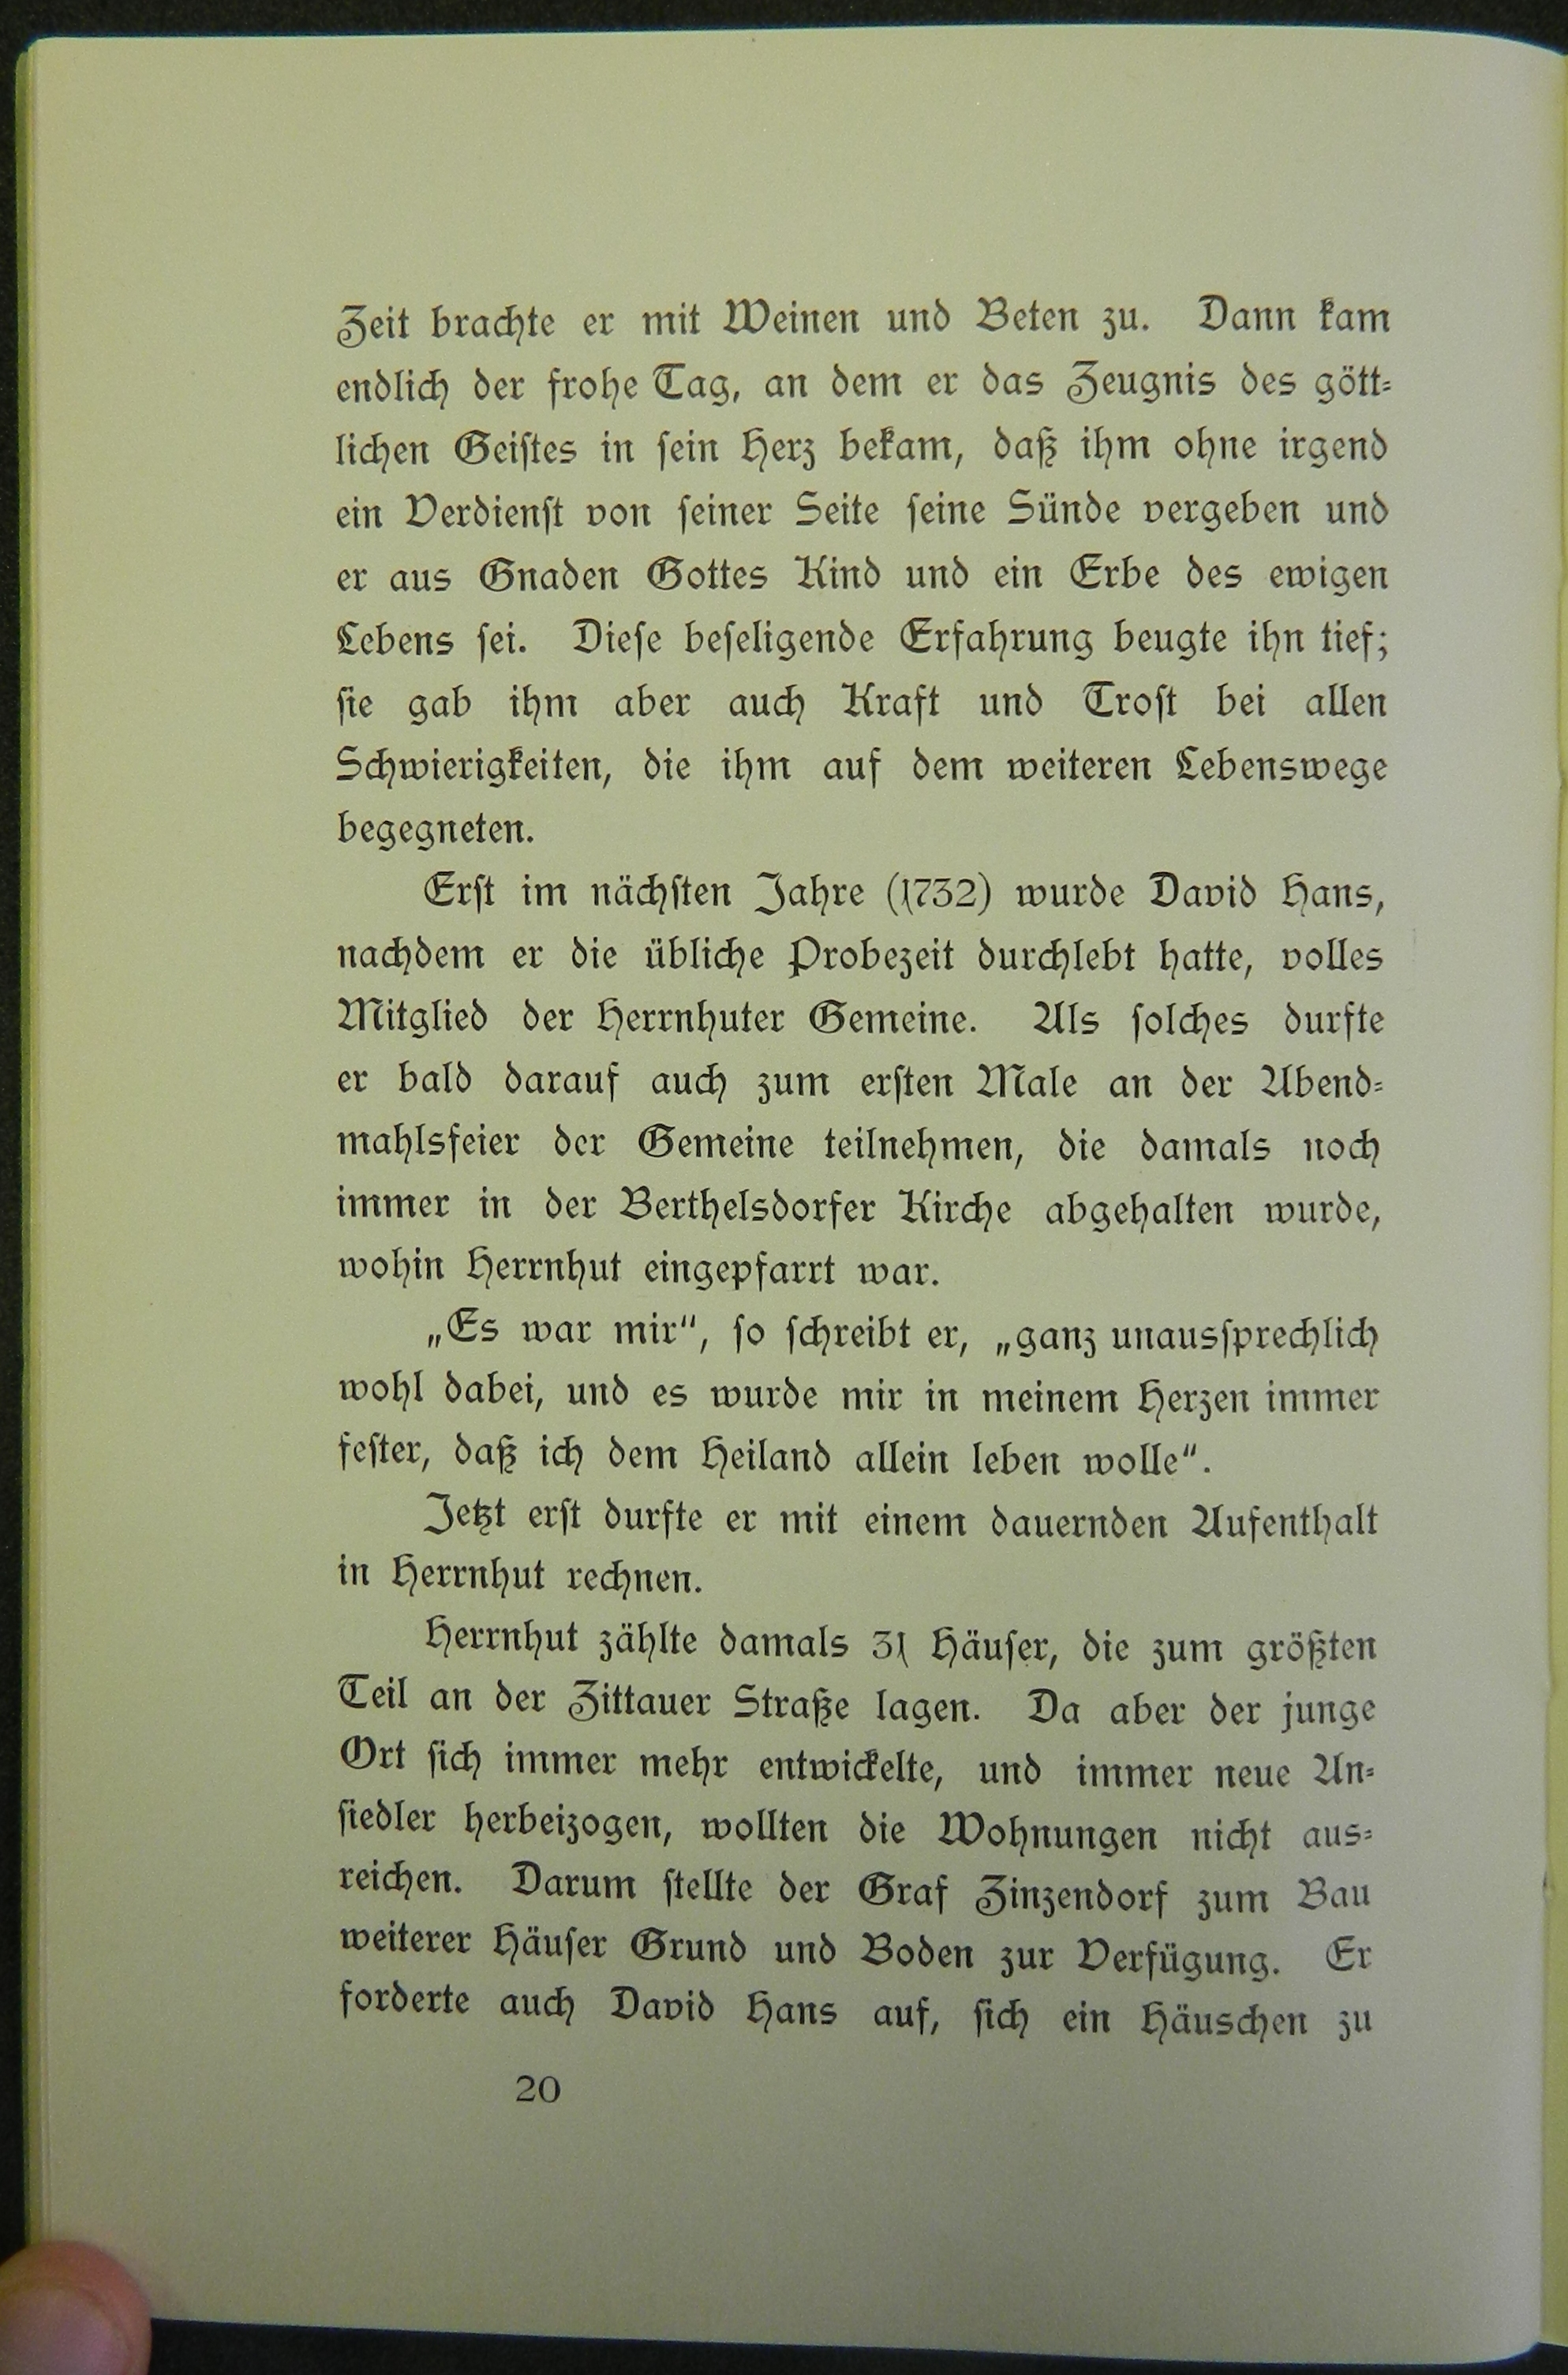 Zeit brachte er mit Weinen und Beten zu. Dann kam
endlich der frohe Tag, an dem er das Zeugnis des gött-
lichen Geiſtes in ſein Herz bekam, daß ihm ohne irgend
ein Verdienſt von ſeiner Seite ſeine Sünde vergeben und
er aus Gnaden Gottes Kind und ein Erbe des ewigen
Lebens ſei. Dieſe beſeligende Erfahrung beugte ihn tief;
ſie gab ihm aber auch Kraft und Troſt bei allen
Schwierigkeiten, die ihm auf dem weiteren Lebenswege
begegneten.
Erſt im nächſten Jahre (1732) wurde David Hans,
nachdem er die übliche Probezeit durchlebt hatte, volles
Mitglied der Herrnhuter Gemeine. Als ſolches durfte
er bald darauf auch zum erſten Male an der Abend-
mahlsfeier der Gemeine teilnehmen, die damals noch
immer in der Berthelsdorfer Kirche abgehalten wurde,
wohin Herrnhut eingepfarrt war.
„Es war mir“, ſo ſchreibt er, „ganz unausſprechlich
wohl dabei, und es wurde mir in meinem Herzen immer
feſter, daß ich dem Heiland allein leben wolle“.
Jetzt erſt durfte er mit einem dauernden Aufenthalt
in Herrnhut rechnen.
Herrnhut zählte damals 31 Häuſer, die zum größten
Teil an der Zittauer Straße lagen. Da aber der junge
Ort ſich immer mehr entwickelte, und immer neue An-
ſiedler herbeizogen, wollten die Wohnungen nicht aus-
reichen. Darum ſtellte der Graf Zinzendorf zum Bau
weiterer Häuſer Grund und Boden zur Verfügung. Er
forderte auch David Hans auf, ſich ein Häuschen zu
20